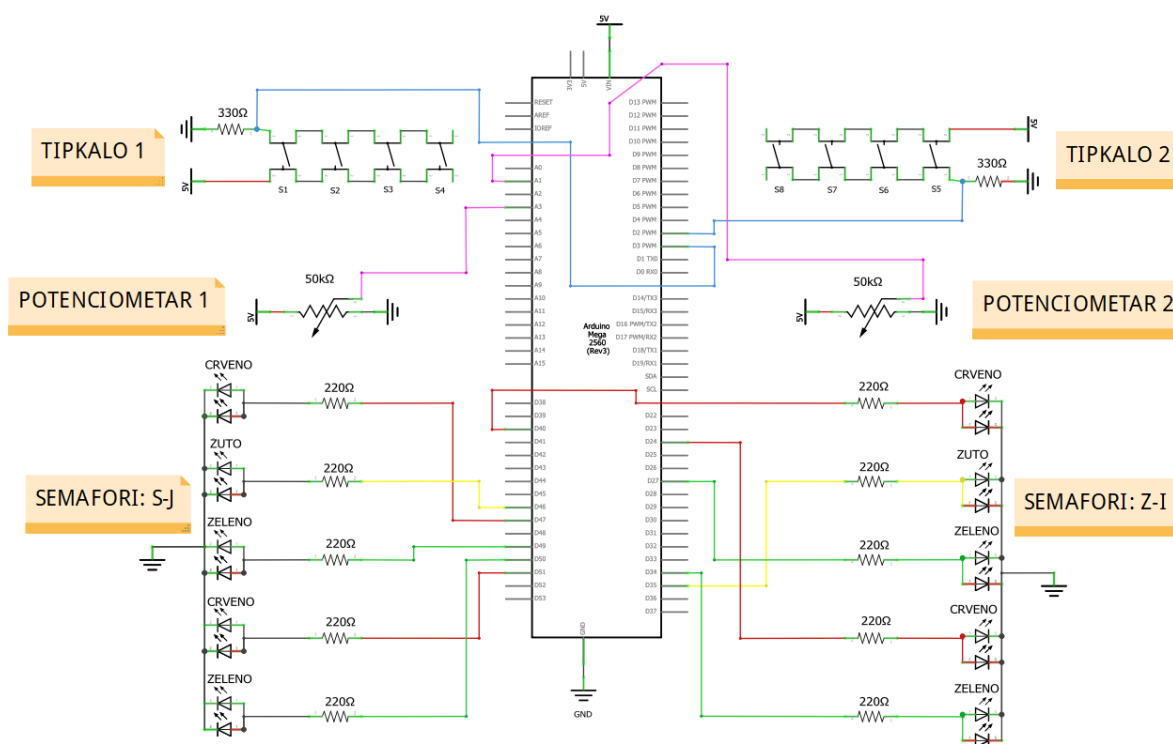 5V
3V3
5V
VIN
RESET
AREF
IOREF
A0
A1
A2
A3
A4
A5
A6
A7
A8
A9
A10
A11
A12
A13
A14
A15
D38
D39
D40
D41
D42
D43
D44
D45
D46
D47
D48
D49
D50
D51
D52
D53
D13 PWM
D12 PWM
D11 PWM
D10 PWM
D9 PWM
D8 PWM
D7 PWM
D6 PWM
D5 PWM
D4 PWM
D2 PWM
D3 PWM
D1 TX0
D0 RX0
D14/TX3
D15/RX3
D16 PWM/TX2
D17 PWM/RX2
D18/TX1
D19/RX1
SDA
SCL
D22
D23
D24
D25
D26
D27
D28
D29
D30
D31
D32
D33
D34
D35
D36
D37
Arduino
Mega
2560
(Rev3)
GND
GND
TIPKALO 1
330Ω
5V
S1
S2
S3
S4
TIPKALO 2
5V
330Ω
S8
S7
S6
S5
POTENCIOMETAR 1
50kΩ
5V
POTENCIOMETAR 2
50kΩ
5V
SEMAFORI: S-J
CRVENO
220Ω
ZUTO
220Ω
ZELENO
220Ω
CRVENO
220Ω
ZELENO
220Ω
SEMAFORI: Z-I
220Ω
CRVENO
220Ω
ZUTO
220Ω
ZELENO
220Ω
CRVENO
220Ω
ZELENO